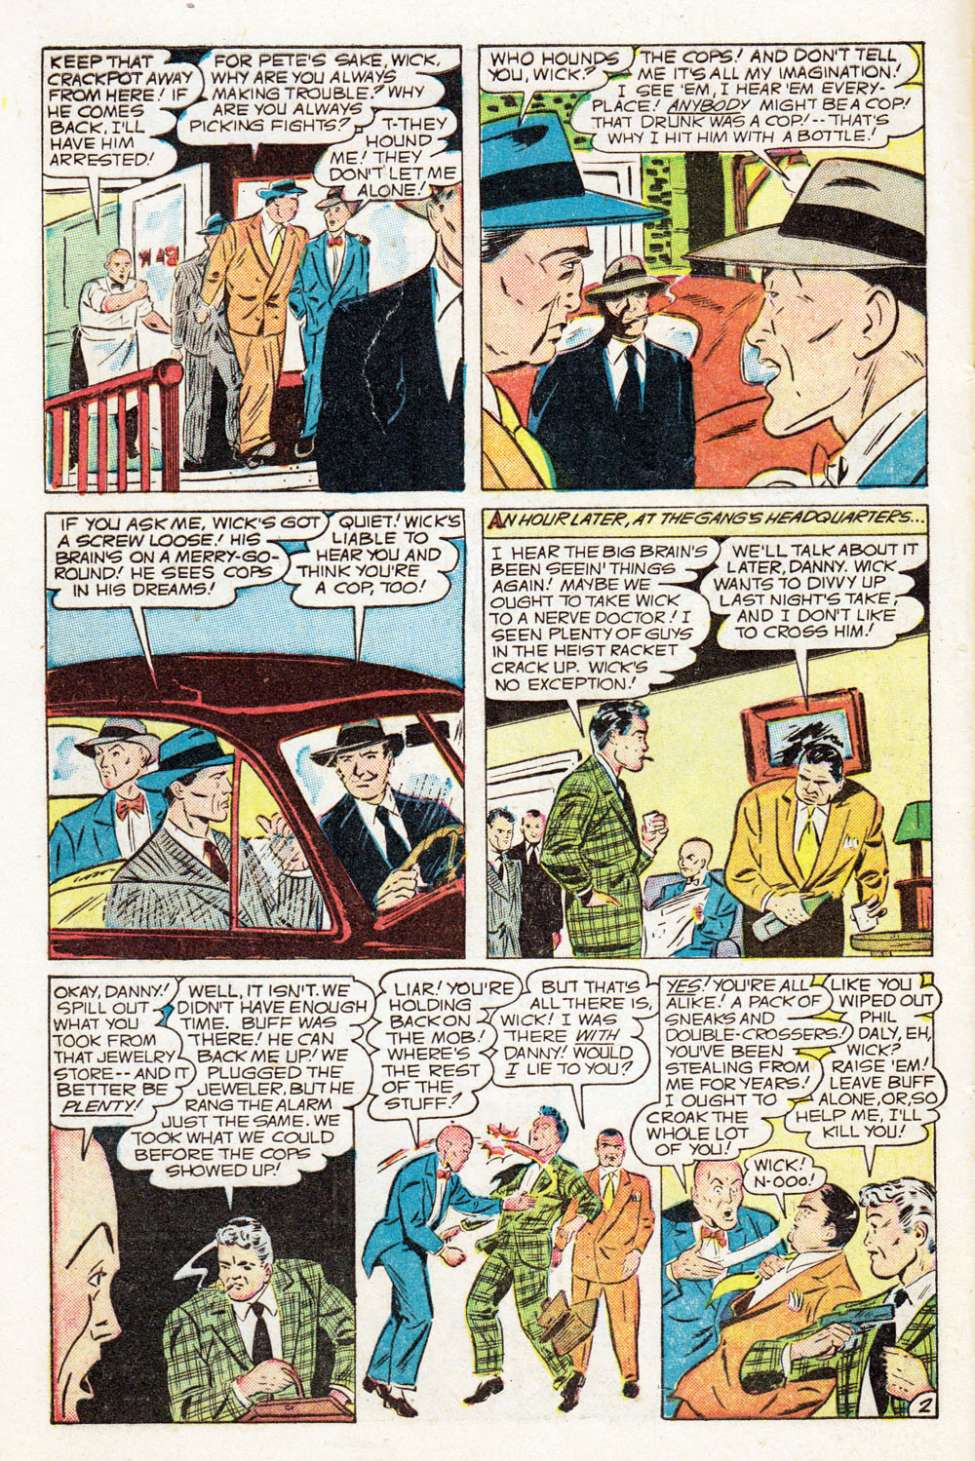 KEEP THAT
CRACKPOT AWAY
FROM HERE! IF
HE COMES
BACK, I'LL
HAVE HIM
ARRESTED!
FOR PETE'S SAKE, WICK,
WHY ARE YOU ALWAYS
MAKING TROUBLE? WHY
ARE YOU ALWAYS
PICKING FIGHTS?
T-THEY
HOUND
ME! THEY
DON'T LET ME
ALONE!
BAR
WHO HOUNDS
YOU, WICK?
THE COPS! AND DON'T TELL
ME IT'S ALL MY IMAGINATION!
I SEE 'EM, I HEAR 'EM EVERY-
PLACE! ANYBODY MIGHT BE A COP!
THAT DRUNK WAS A COP!--THAT'S
WHY I HIT HIM WITH A BOTTLE!
IF YOU ASK ME, WICK'S GOT
A SCREW LOOSE! HIS
BRAIN'S ON A MERRY-GO-
ROUND! HE SEES COPS
IN HIS DREAMS!
QUIET! WICK'S
LIABLE TO
HEAR YOU AND
THINK YOU'RE
A COP, TOO!
AN HOUR LATER, AT THE GANG'S HEADQUARTERS...
I HEAR THE BIG BRAIN'S
BEEN SEEIN' THINGS
AGAIN! MAYBE WE
OUGHT TO TAKE WICK
TO A NERVE DOCTOR! I
SEEN PLENTY OF GUYS
IN THE HEIST RACKET
CRACK UP. WICK'S
NO EXCEPTION!
WE'LL TALK ABOUT IT
LATER, DANNY. WICK
WANTS TO DIVVY UP
LAST NIGHT'S TAKE,
AND I DON'T LIKE
TO CROSS HIM!
OKAY, DANNY!
SPILL OUT
WHAT YOU
TOOK FROM
THAT JEWELRY
STORE--AND IT
BETTER BE
PLENTY!
WELL, IT ISN'T. WE
DIDN'T HAVE ENOUGH
TIME. BUFF WAS
THERE! HE CAN
BACK ME UP! WE
PLUGGED THE
JEWELER, BUT HE
RANG THE ALARM
JUST THE SAME. WE
TOOK WHAT WE COULD
BEFORE THE COPS
SHOWED UP!
LIAR! YOU'RE
HOLDING
BACK ON
THE MOB!
WHERE'S
THE REST
OF THE
STUFF?
BUT THAT'S
ALL THERE IS,
WICK! I WAS
THERE WITH
DANNY! WOULD
I LIE TO YOU?
YES! YOU'RE ALL
ALIKE! A PACK OF
SNEAKS AND
DOUBLE-CROSSERS!
YOU'VE BEEN
STEALING FROM
ME FOR YEARS!
I OUGHT TO
CROAK THE
WHOLE LOT
OF YOU!
WICK!
N-OOO!
LIKE YOU
WIPED OUT
PHIL
DALY, EH,
WICK?
RAISE 'EM!
LEAVE BUFF
ALONE, OR, SO
HELP ME, I'LL
KILL YOU!
2